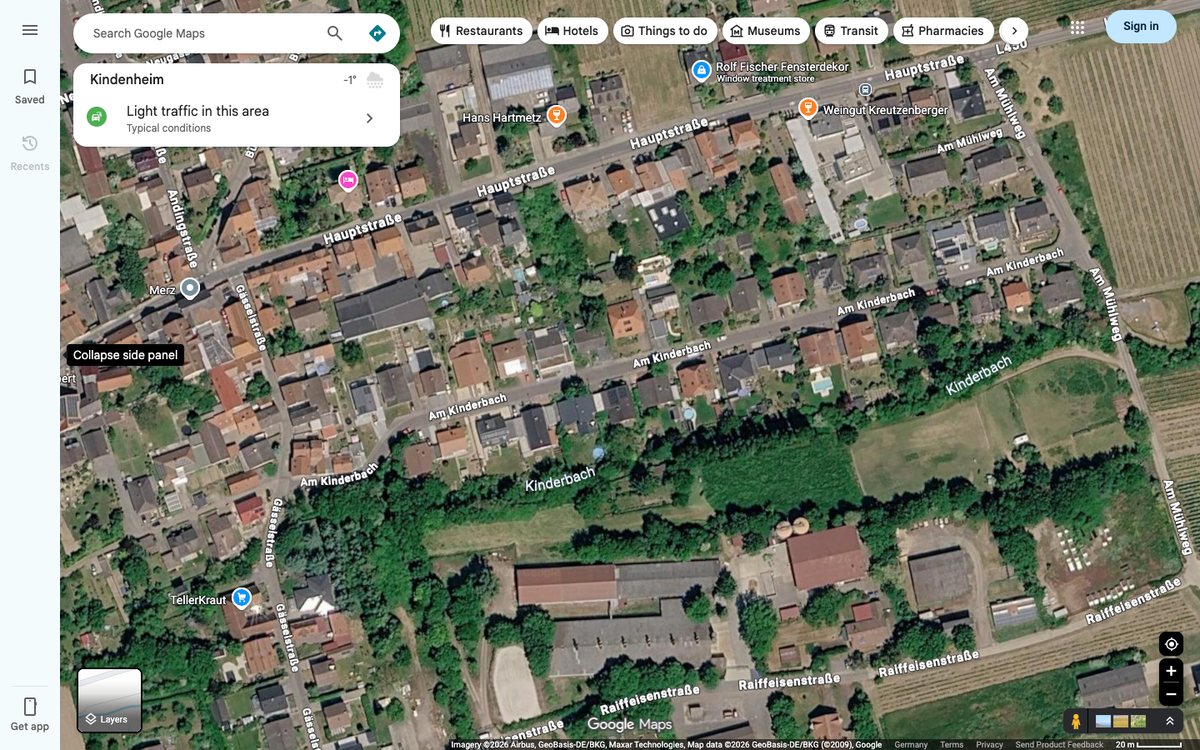 Search Google Maps
Restaurants
Hotels
Things to do
Museums
Transit
Pharmacies
Sign in
Saved
Recents
Kindenheim
-1°
Light traffic in this area
Typical conditions
Collapse side panel
Rolf Fischer Fensterdekor
Window treatment store
Hauptstraße
L450
Hans Hartmetz
Hauptstraße
Weingut Kreutzenberger
Am Mühlweg
Am Mühlweg
Hauptstraße
Hauptstraße
Andingstraße
Merz
Gässelstraße
Am Kinderbach
Am Kinderbach
Am Mühlweg
Am Kinderbach
Kinderbach
Am Kinderbach
Am Kinderbach
Kinderbach
Gässelstraße
Am Mühlweg
TellerKraut
Gässelstraße
Raiffeisenstraße
Raiffeisenstraße
Raiffeisenstraße
Raiffeisenstraße
Layers
Get app
Google Maps
Imagery ©2026 Airbus, GeoBasis-DE/BKG, Maxar Technologies, Map data ©2026 GeoBasis-DE/BKG (©2009), Google
Germany
Terms
Privacy
Send Product Feedback
20 m